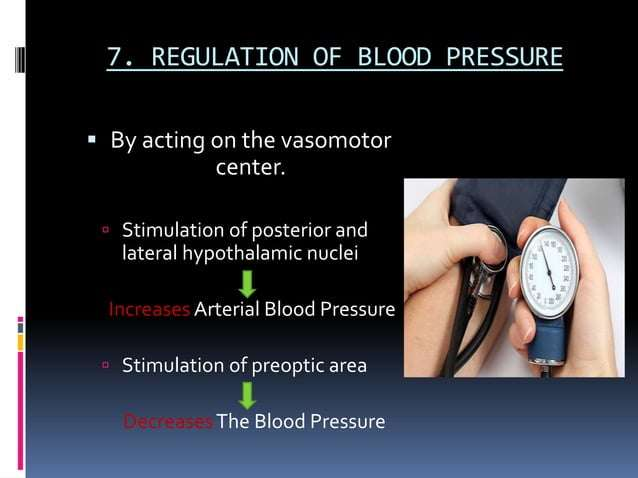 7. REGULATION OF BLOOD PRESSURE
By acting on the vasomotor
center.
Stimulation of posterior and
lateral hypothalamic nuclei
Increases Arterial Blood Pressure
Stimulation of preoptic area
Decreases The Blood Pressure